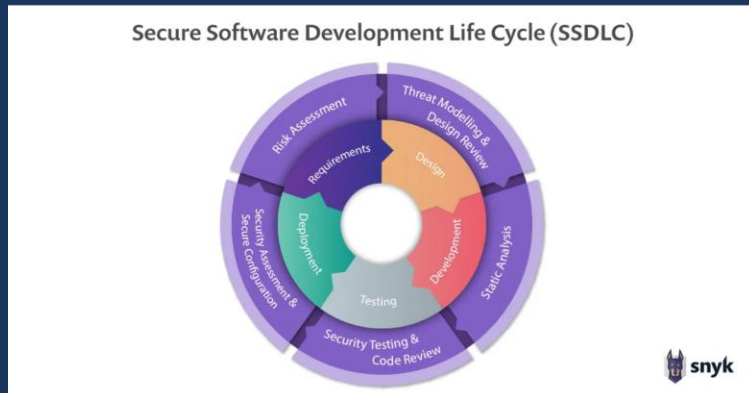 Secure Software Development Life Cycle (SSDLC)
Risk Assessment
Threat Modelling &
Design Review
Requirements
Design
Security Assessment &
Secure Configuration
Deployment
Development
Static Analysis
Testing
Security Testing &
Code Review
snyk